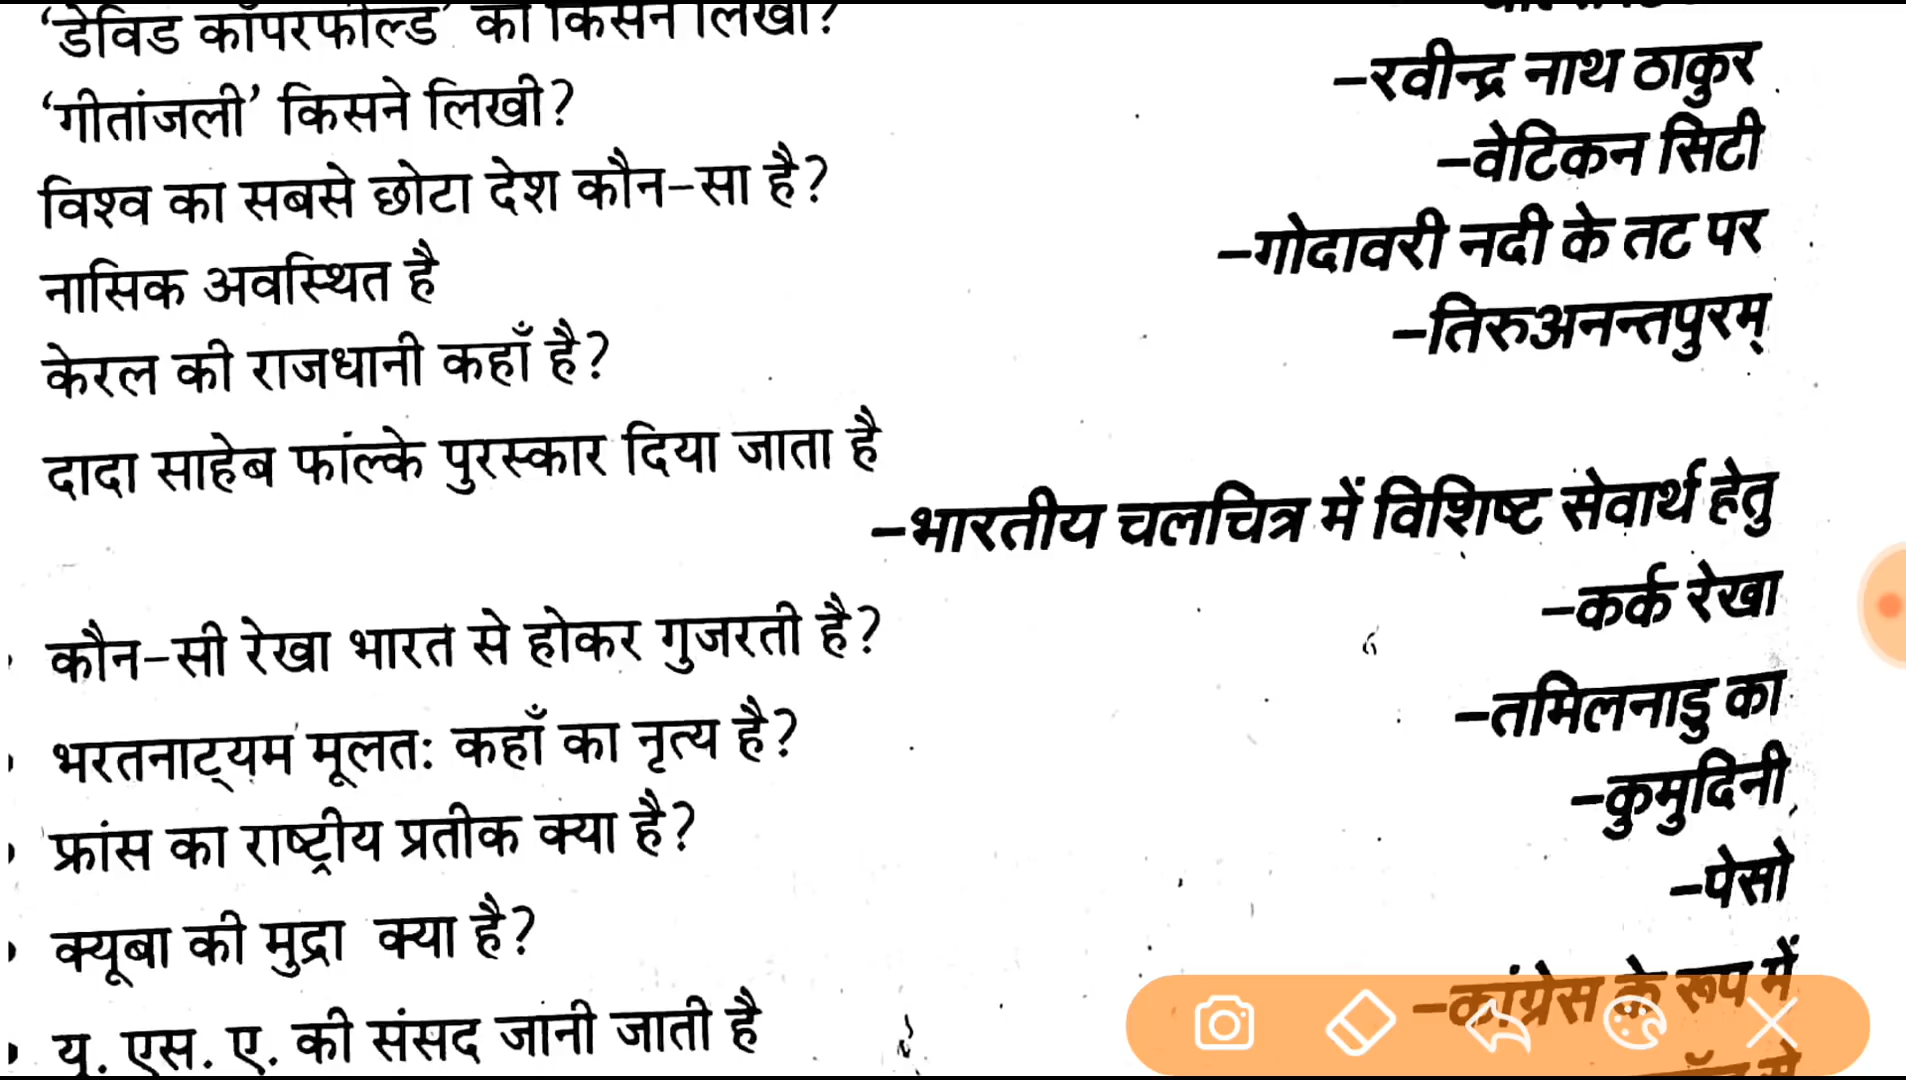 ‘डेविड कॉपरफील्ड’ को किसने लिखा?
‘गीतांजली’ किसने लिखी?
–रवीन्द्र नाथ ठाकुर
विश्व का सबसे छोटा देश कौन–सा है?
–वेटिकन सिटी
नासिक अवस्थित है
–गोदावरी नदी के तट पर
केरल की राजधानी कहाँ है?
–तिरुअनन्तपुरम्
दादा साहेब फांल्के पुरस्कार दिया जाता है
–भारतीय चलचित्र में विशिष्ट सेवार्थ हेतु
कौन–सी रेखा भारत से होकर गुजरती है?
–कर्क रेखा
भरतनाट्यम मूलत: कहाँ का नृत्य है?
–तमिलनाडु का
फ्रांस का राष्ट्रीय प्रतीक क्या है?
–कुमुदिनी
क्यूबा की मुद्रा क्या है?
–पेसो
यू. एस. ए. की संसद जानी जाती है
–कांग्रेस के रूप में
से